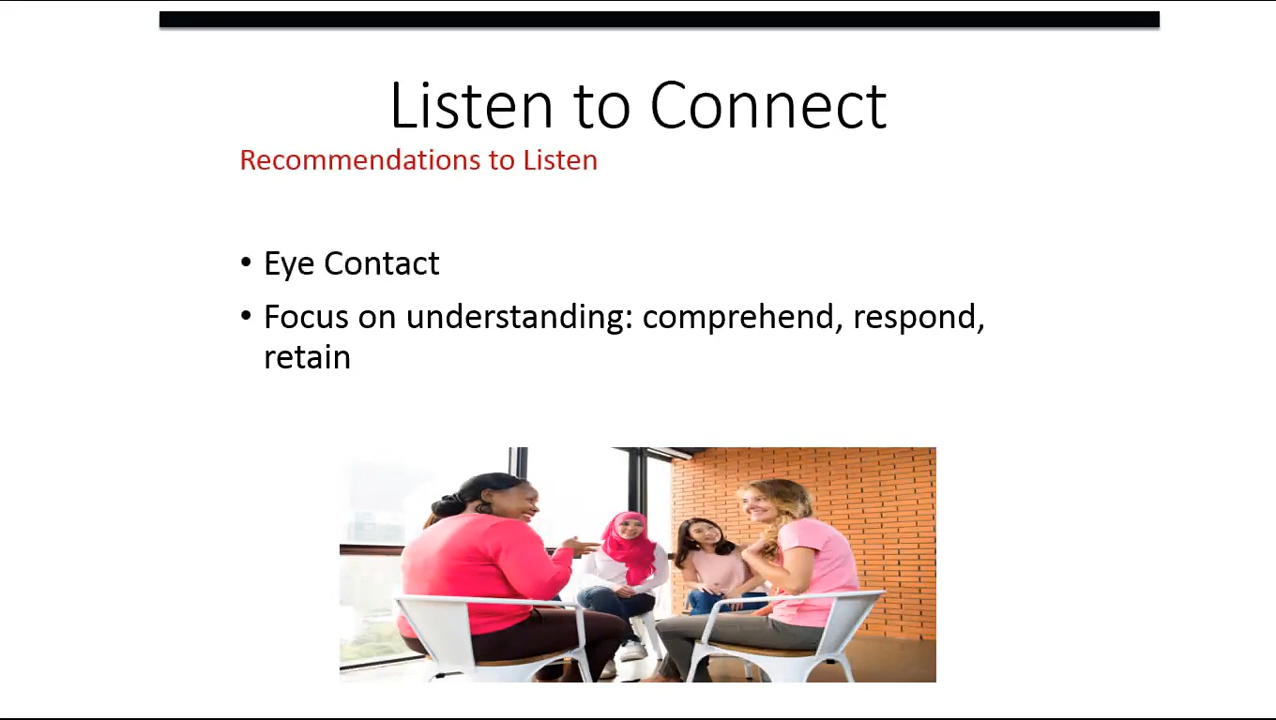 Listen to Connect
Recommendations to Listen
• Eye Contact
• Focus on understanding: comprehend, respond,
retain